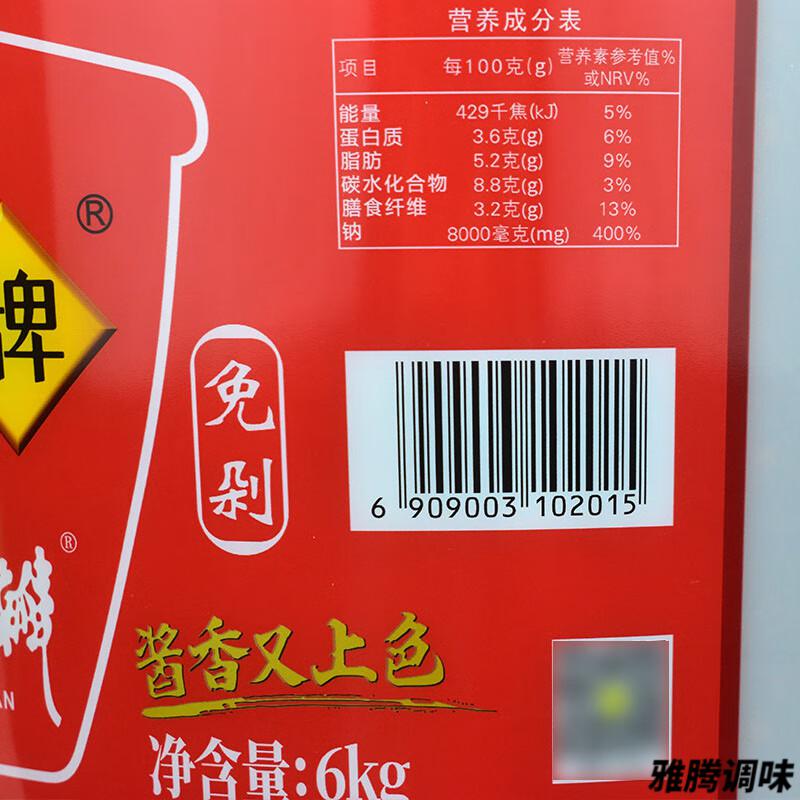 营养成分表
项目 每100克(g) 营养素参考值%或NRV%
能量 429千焦(kJ) 5%
蛋白质 3.6克(g) 6%
脂肪 5.2克(g) 9%
碳水化合物 8.8克(g) 3%
膳食纤维 3.2克(g) 13%
钠 8000毫克(mg) 400%
®
牌
免剁
6 909003 102015
®
AN
酱香又上色
净含量:6kg
雅腾调味